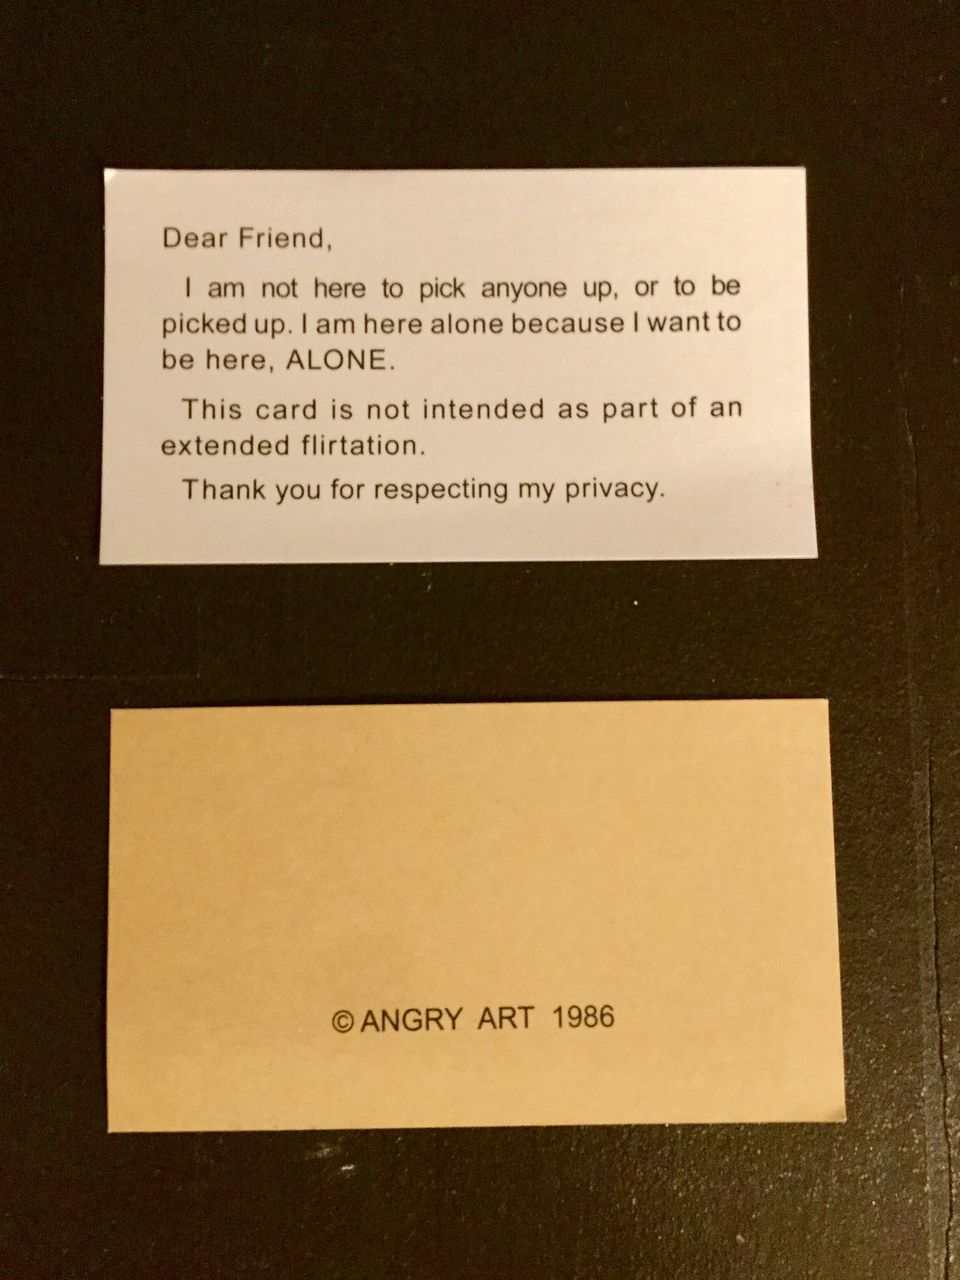 Dear Friend,
I am not here to pick anyone up, or to be
picked up. I am here alone because I want to
be here, ALONE.
This card is not intended as part of an
extended flirtation.
Thank you for respecting my privacy.
© ANGRY ART 1986